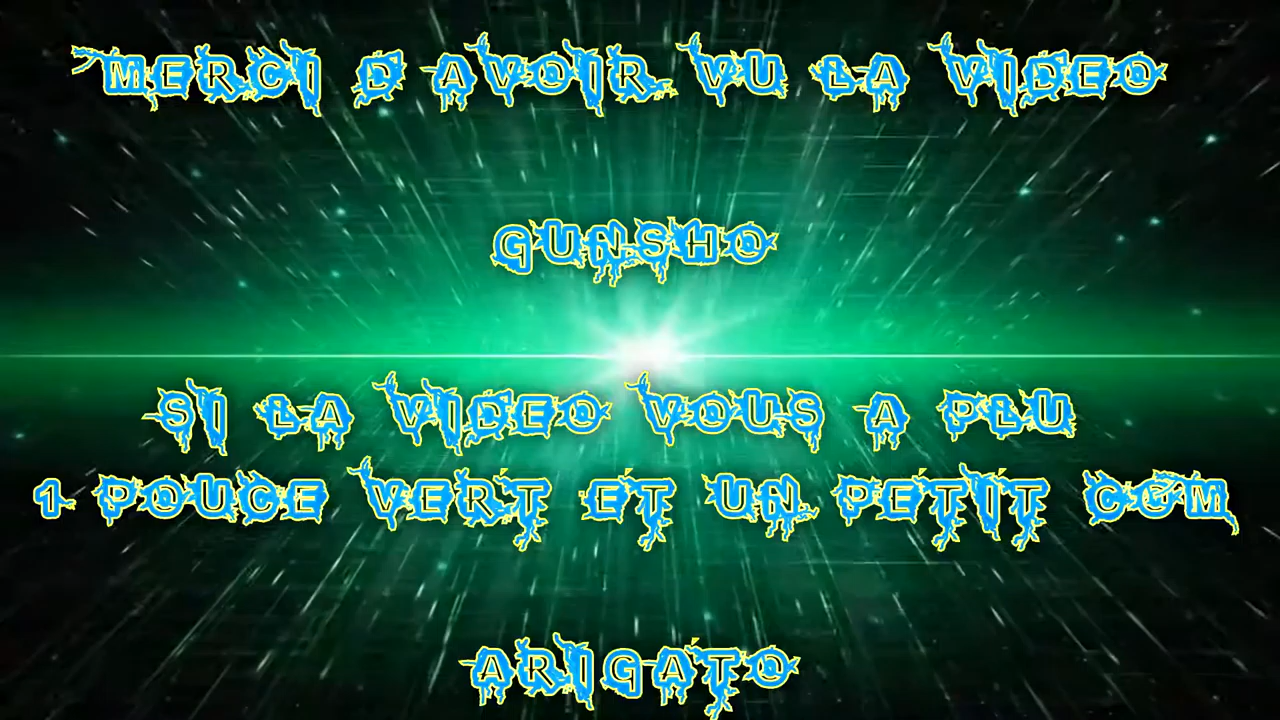 MERCI D AVOIR VU LA VIDEO
GUNSHO
SI LA VIDEO VOUS A PLU
1 POUCE VERT ET UN PETIT COM
ARIGATO